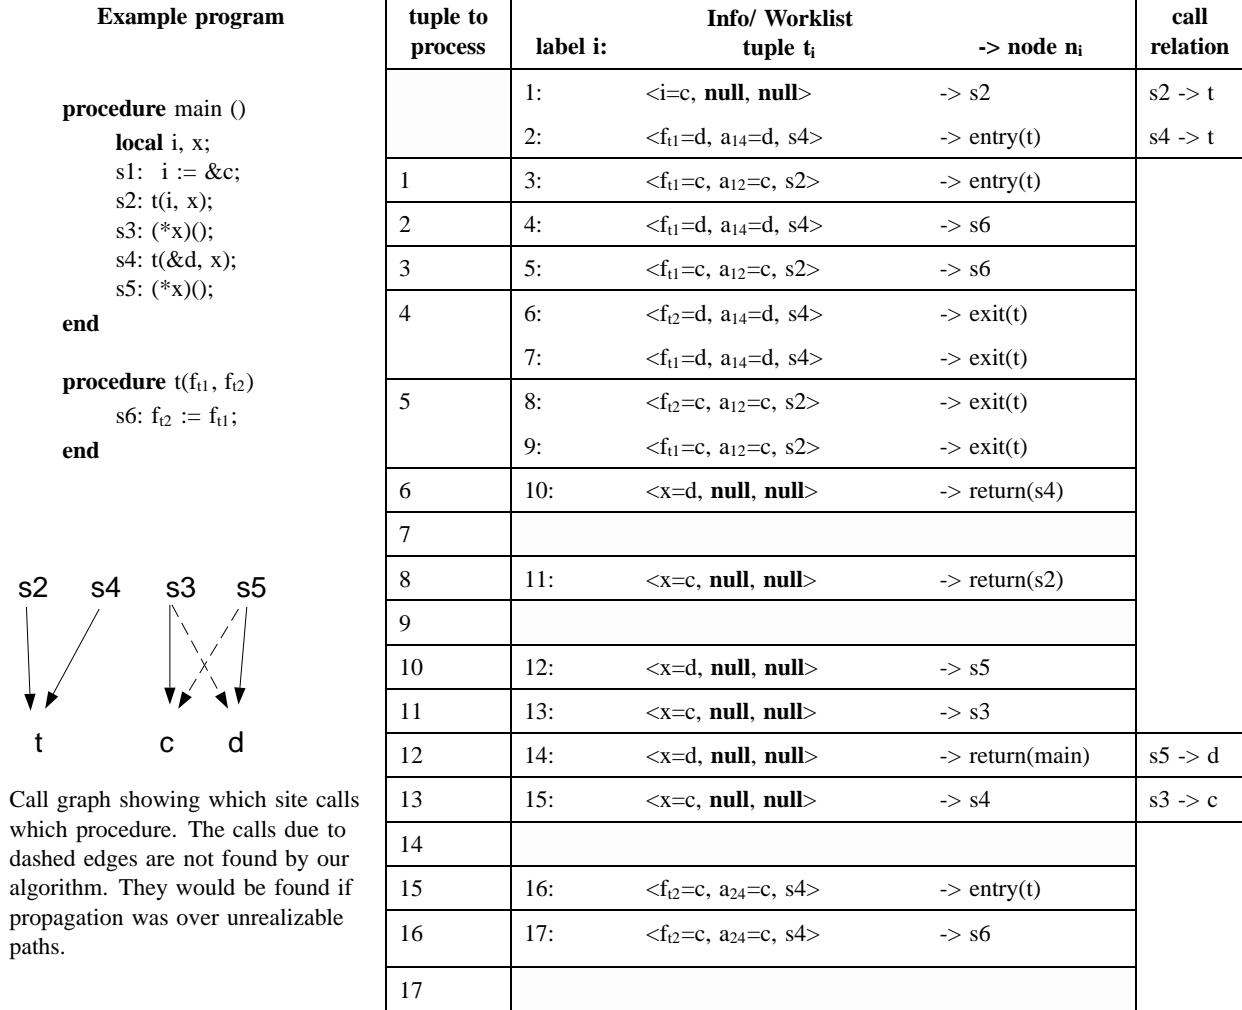 Example program
procedure main ()
local i, x;
s1: i := &c;
s2: t(i, x);
s3: (*x)();
s4: t(&d, x);
s5: (*x)();
end
procedure t(ft1, ft2)
s6: ft2 := ft1;
end
s2 s4 s3 s5
t c d
Call graph showing which site calls
which procedure. The calls due to
dashed edges are not found by our
algorithm. They would be found if
propagation was over unrealizable
paths.
tuple to process | Info/ Worklist | call relation
label i: tuple ti -> node ni
1: <i=c, null, null> -> s2 s2 -> t
2: <ft1=d, a14=d, s4> -> entry(t) s4 -> t
1 3: <ft1=c, a12=c, s2> -> entry(t)
2 4: <ft1=d, a14=d, s4> -> s6
3 5: <ft1=c, a12=c, s2> -> s6
4 6: <ft2=d, a14=d, s4> -> exit(t)
7: <ft1=d, a14=d, s4> -> exit(t)
5 8: <ft2=c, a12=c, s2> -> exit(t)
9: <ft1=c, a12=c, s2> -> exit(t)
6 10: <x=d, null, null> -> return(s4)
7
8 11: <x=c, null, null> -> return(s2)
9
10 12: <x=d, null, null> -> s5
11 13: <x=c, null, null> -> s3
12 14: <x=d, null, null> -> return(main) s5 -> d
13 15: <x=c, null, null> -> s4 s3 -> c
14
15 16: <ft2=c, a24=c, s4> -> entry(t)
16 17: <ft2=c, a24=c, s4> -> s6
17